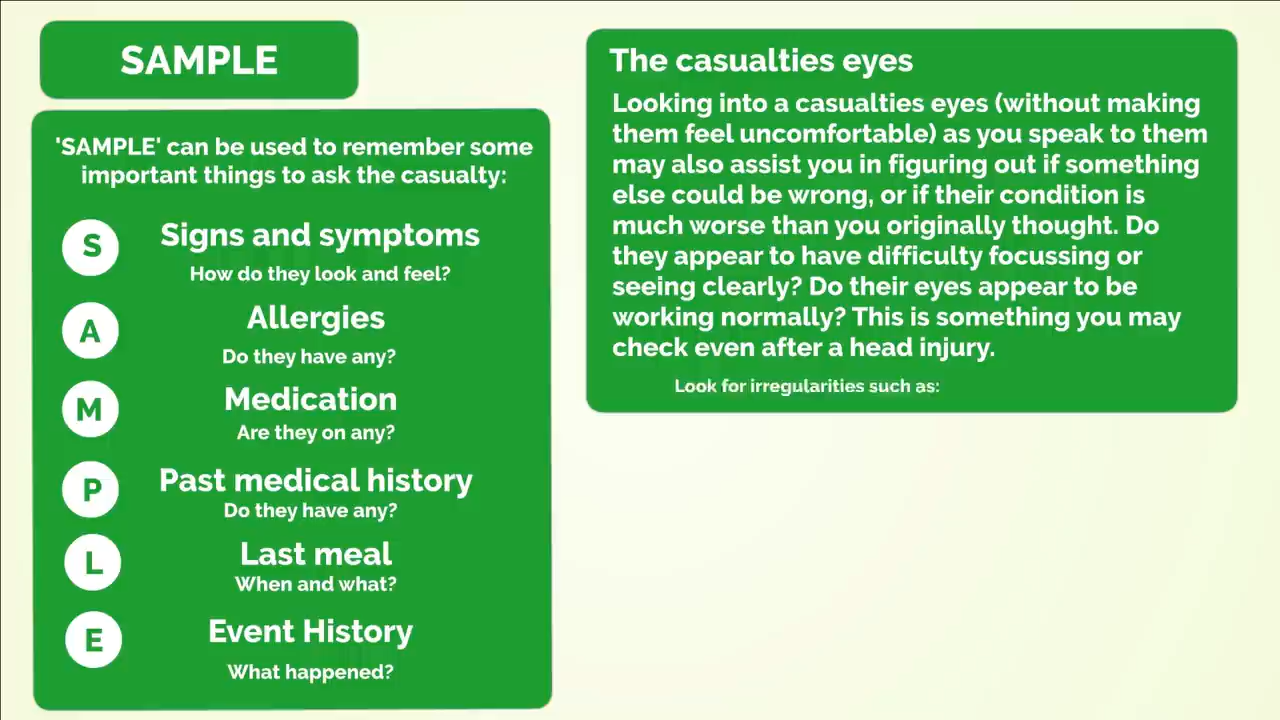 SAMPLE
'SAMPLE' can be used to remember some
important things to ask the casualty:
S
Signs and symptoms
How do they look and feel?
A
Allergies
Do they have any?
M
Medication
Are they on any?
P
Past medical history
Do they have any?
L
Last meal
When and what?
E
Event History
What happened?
The casualties eyes
Looking into a casualties eyes (without making
them feel uncomfortable) as you speak to them
may also assist you in figuring out if something
else could be wrong, or if their condition is
much worse than you originally thought. Do
they appear to have difficulty focussing or
seeing clearly? Do their eyes appear to be
working normally? This is something you may
check even after a head injury.
Look for irregularities such as: